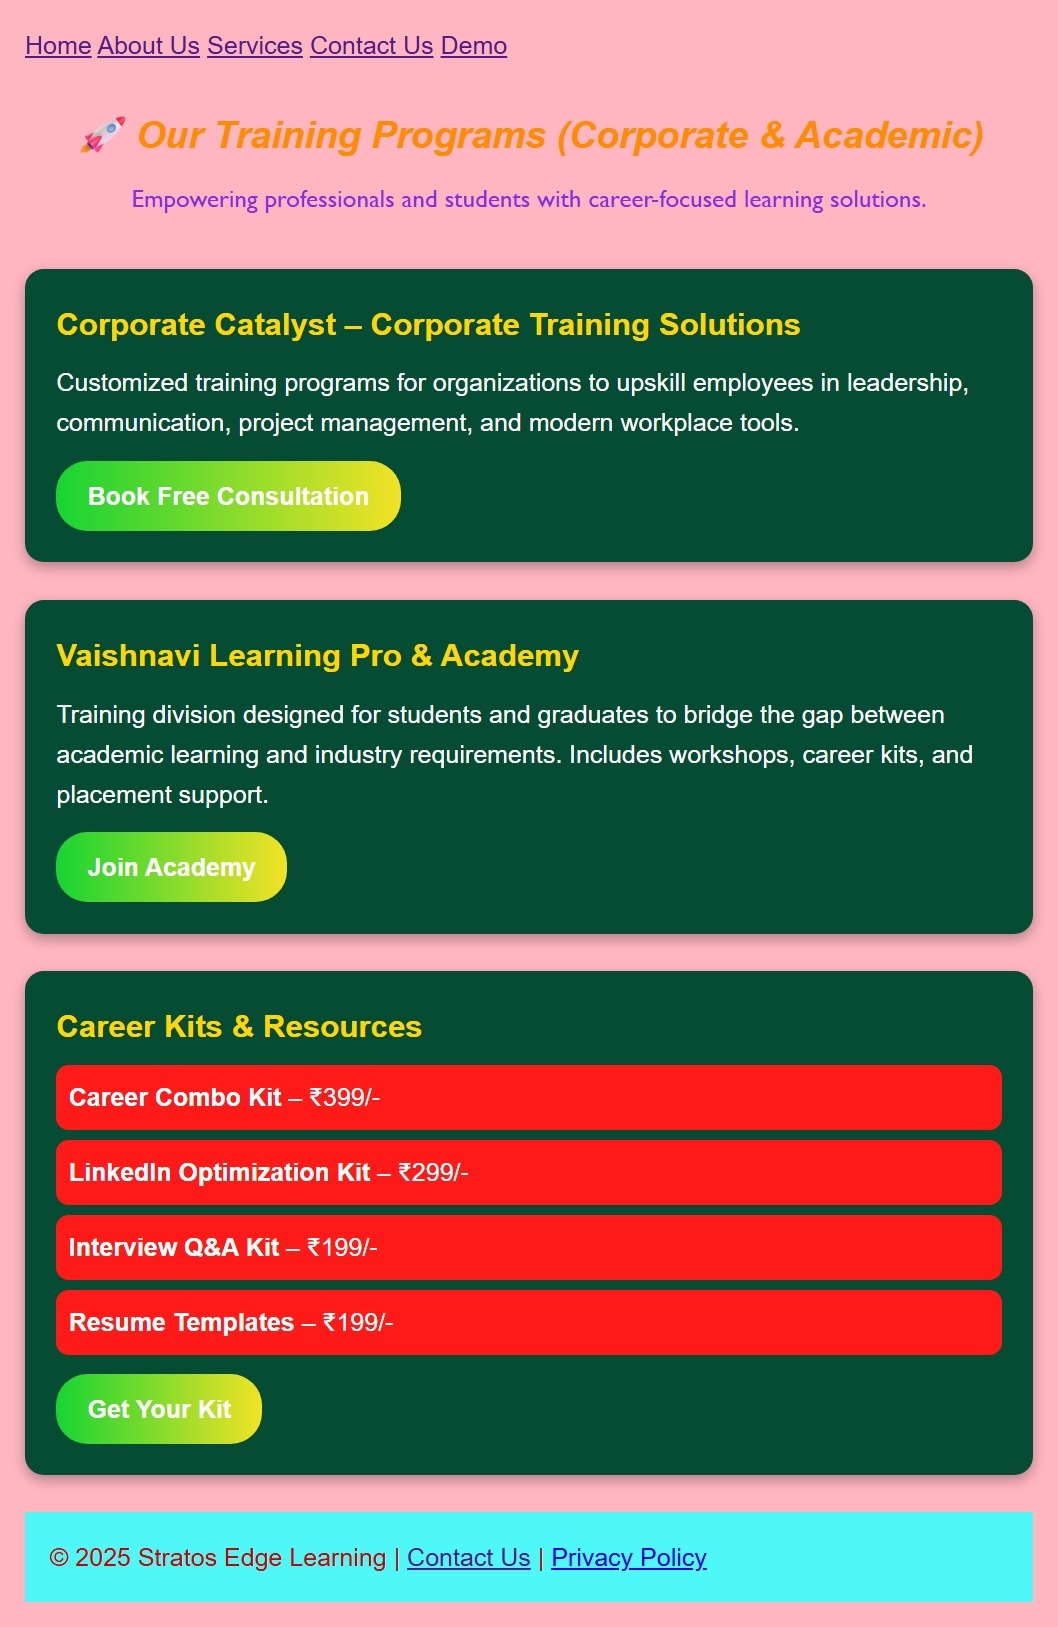 Home About Us Services Contact Us Demo
🚀 Our Training Programs (Corporate & Academic)
Empowering professionals and students with career-focused learning solutions.
Corporate Catalyst – Corporate Training Solutions
Customized training programs for organizations to upskill employees in leadership,
communication, project management, and modern workplace tools.
Book Free Consultation
Vaishnavi Learning Pro & Academy
Training division designed for students and graduates to bridge the gap between
academic learning and industry requirements. Includes workshops, career kits, and
placement support.
Join Academy
Career Kits & Resources
Career Combo Kit – ₹399/-
LinkedIn Optimization Kit – ₹299/-
Interview Q&A Kit – ₹199/-
Resume Templates – ₹199/-
Get Your Kit
© 2025 Stratos Edge Learning | Contact Us | Privacy Policy